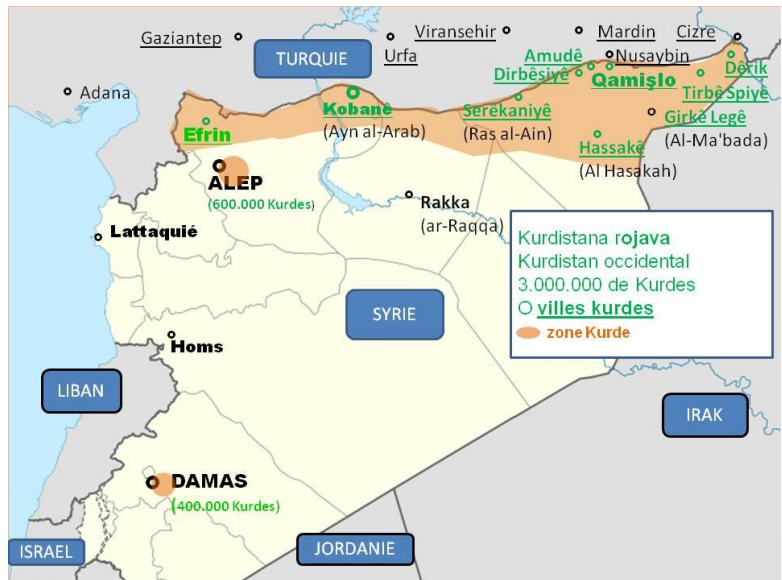 Gaziantep
TURQUIE
Urfa
Viransehir
Mardin
Cizre
Amudê
Nusaybin
Dirbêsiyê
Qamişlo
Dêrik
Tirbê Spiyê
Adana
Kobanê
(Ayn al-Arab)
Serêkaniyê
(Ras al-Ain)
Girkê Legê
(Al-Ma'bada)
Efrin
Hassakê
(Al Hasakah)
ALEP
(600.000 Kurdes)
Rakka
(ar-Raqqa)
Lattaquié
Kurdistana rojava
Kurdistan occidental
3.000.000 de Kurdes
villes kurdes
zone Kurde
SYRIE
Homs
LIBAN
IRAK
DAMAS
(400.000 Kurdes)
ISRAEL
JORDANIE